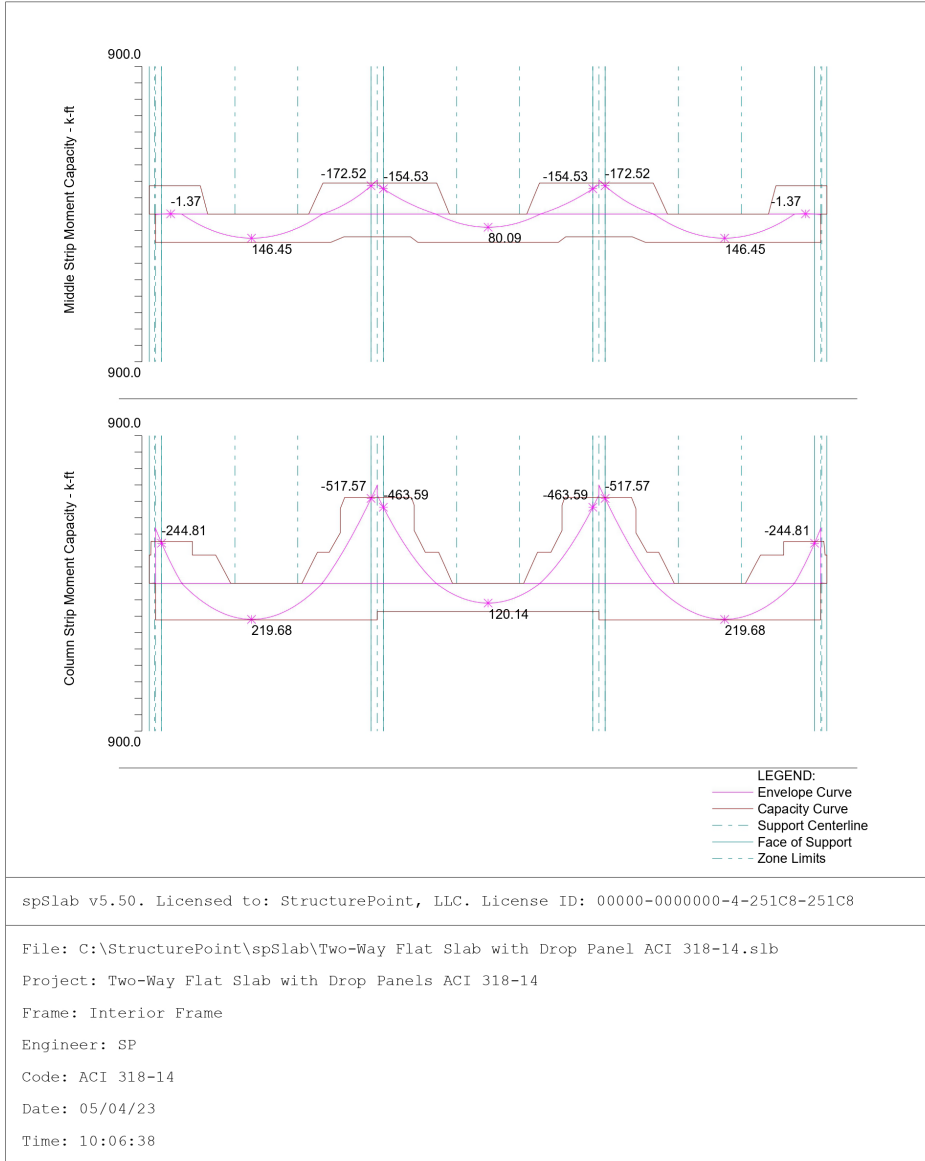 900.0
Middle Strip Moment Capacity - k-ft
-172.52
-154.53
-154.53
-172.52
-1.37
-1.37
146.45
80.09
146.45
900.0
900.0
Column Strip Moment Capacity - k-ft
-517.57
-463.59
-463.59
-517.57
-244.81
-244.81
219.68
120.14
219.68
900.0
LEGEND:
Envelope Curve
Capacity Curve
Support Centerline
Face of Support
Zone Limits
spSlab v5.50. Licensed to: StructurePoint, LLC. License ID: 00000-0000000-4-251C8-251C8
File: C:\StructurePoint\spSlab\Two-Way Flat Slab with Drop Panel ACI 318-14.slb
Project: Two-Way Flat Slab with Drop Panels ACI 318-14
Frame: Interior Frame
Engineer: SP
Code: ACI 318-14
Date: 05/04/23
Time: 10:06:38